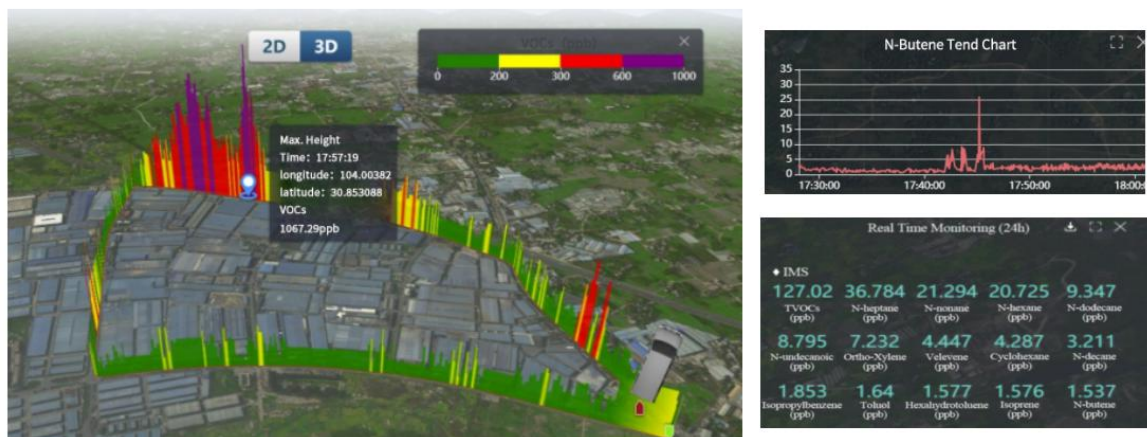 2D 3D
VOCs (ppb)
0 200 300 600 1000
Max. Height
Time: 17:57:19
longitude: 104.00382
latitude: 30.853088
VOCs
1067.29ppb
N-Butene Tend Chart
35
30
25
20
15
10
5
0
17:30:00 17:40:00 17:50:00 18:00:0
Real Time Monitoring (24h)
♦ IMS
127.02 36.784 21.294 20.725 9.347
TVOCs N-heptane N-nonane N-hexane N-dodecane
(ppb) (ppb) (ppb) (ppb) (ppb)
8.795 7.232 4.447 4.287 3.211
N-undecanoic Ortho-Xylene Velevene Cyclohexane N-decane
(ppb) (ppb) (ppb) (ppb) (ppb)
1.853 1.64 1.577 1.576 1.537
Isopropylbenzene Toluol Hexahydrotoluene Isoprene N-butene
(ppb) (ppb) (ppb) (ppb) (ppb)